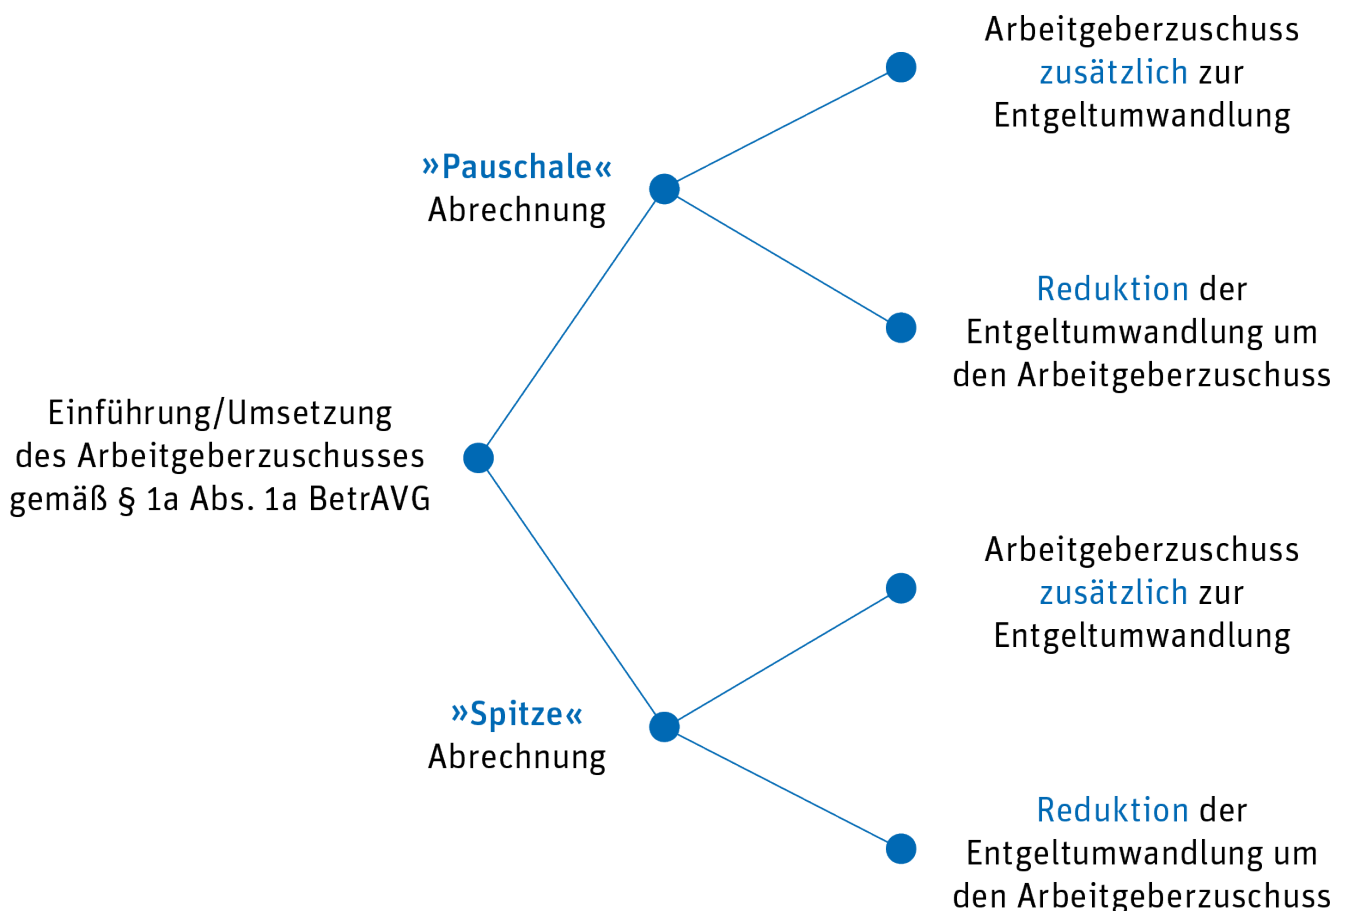 Arbeitgeberzuschuss
zusätzlich zur
Entgeltumwandlung
»Pauschale«
Abrechnung
Reduktion der
Entgeltumwandlung um
den Arbeitgeberzuschuss
Einführung/Umsetzung
des Arbeitgeberzuschusses
gemäß § 1a Abs. 1a BetrAVG
Arbeitgeberzuschuss
zusätzlich zur
Entgeltumwandlung
»Spitze«
Abrechnung
Reduktion der
Entgeltumwandlung um
den Arbeitgeberzuschuss